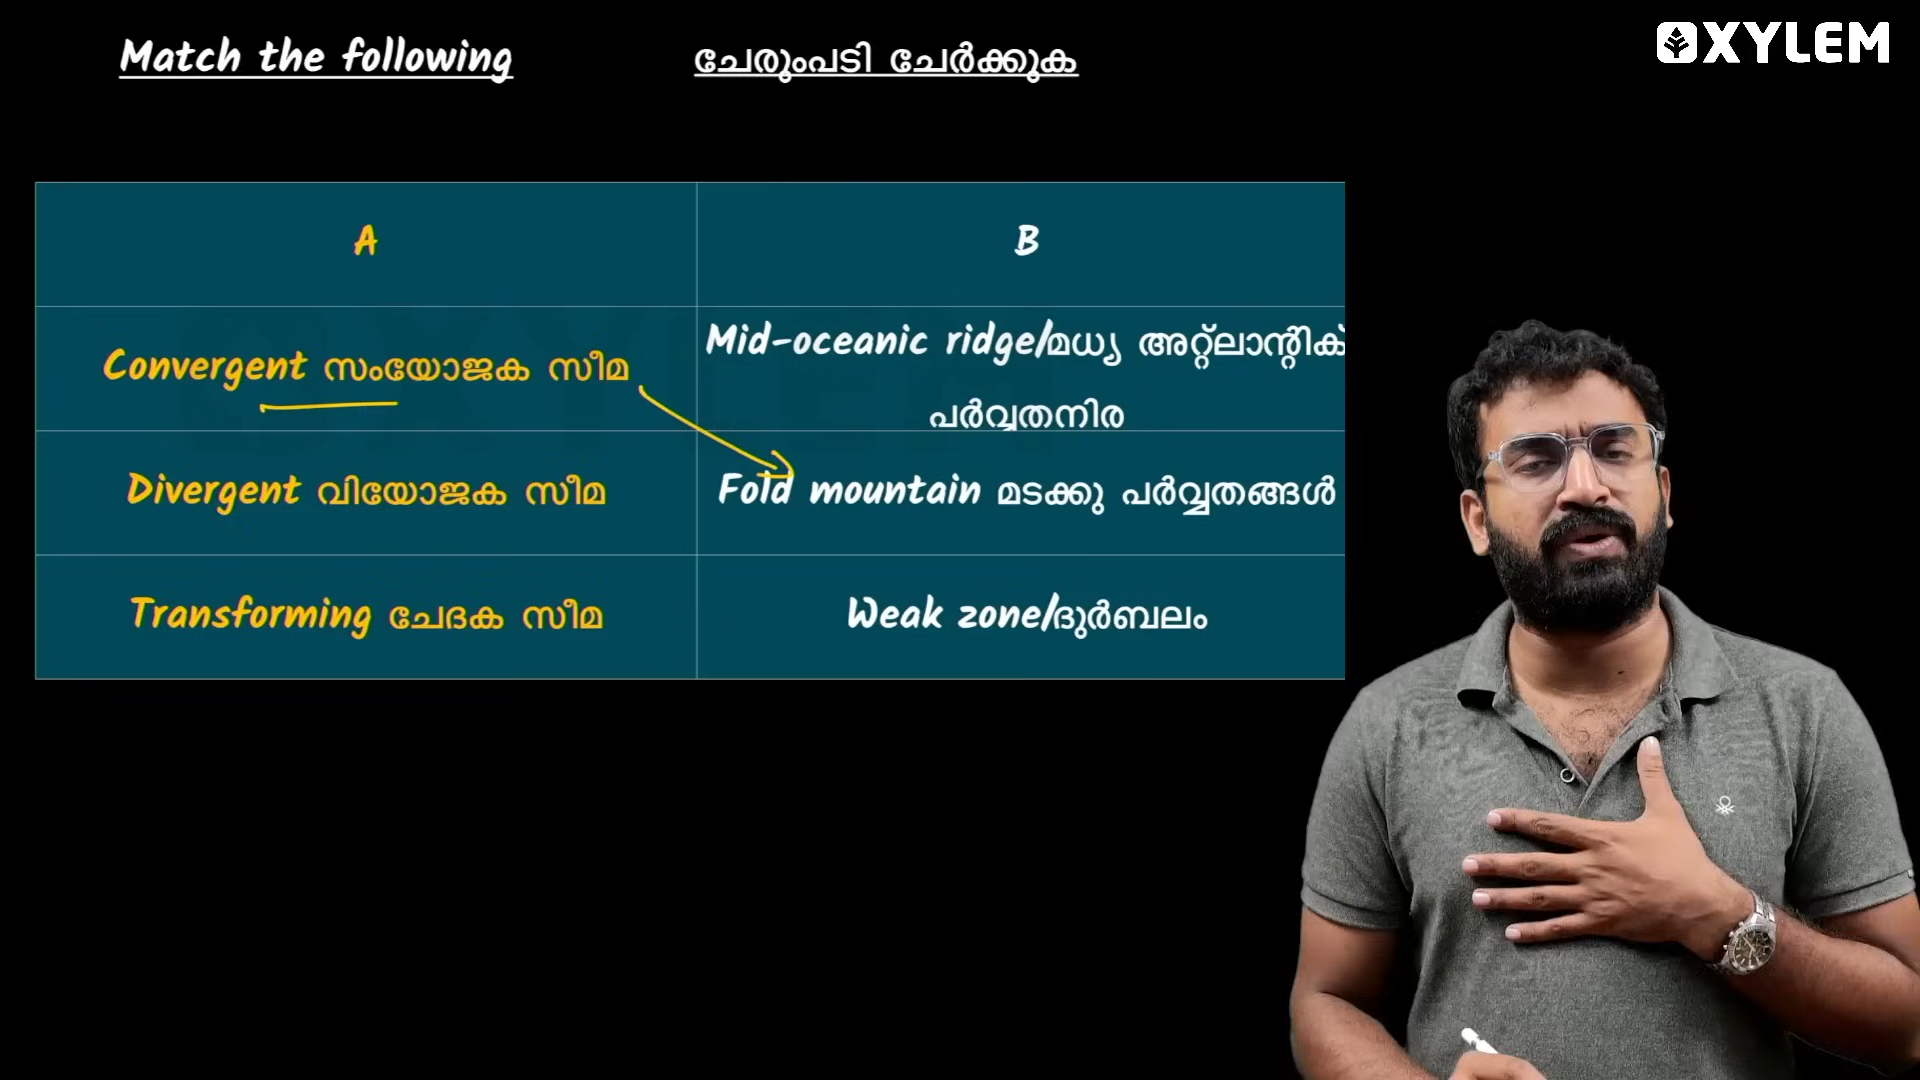 Match the following
ചേരുംപടി ചേർക്കുക
XYLEM
A
B
Convergent സംയോജക സീമ
Mid-oceanic ridge/മധ്യ അറ്റ്ലാന്റിക്
പർവ്വതനിര
Divergent വിയോജക സീമ
Fold mountain മടക്കു പർവ്വതങ്ങൾ
Transforming ഛേദക സീമ
Weak zone/ദുർബലം